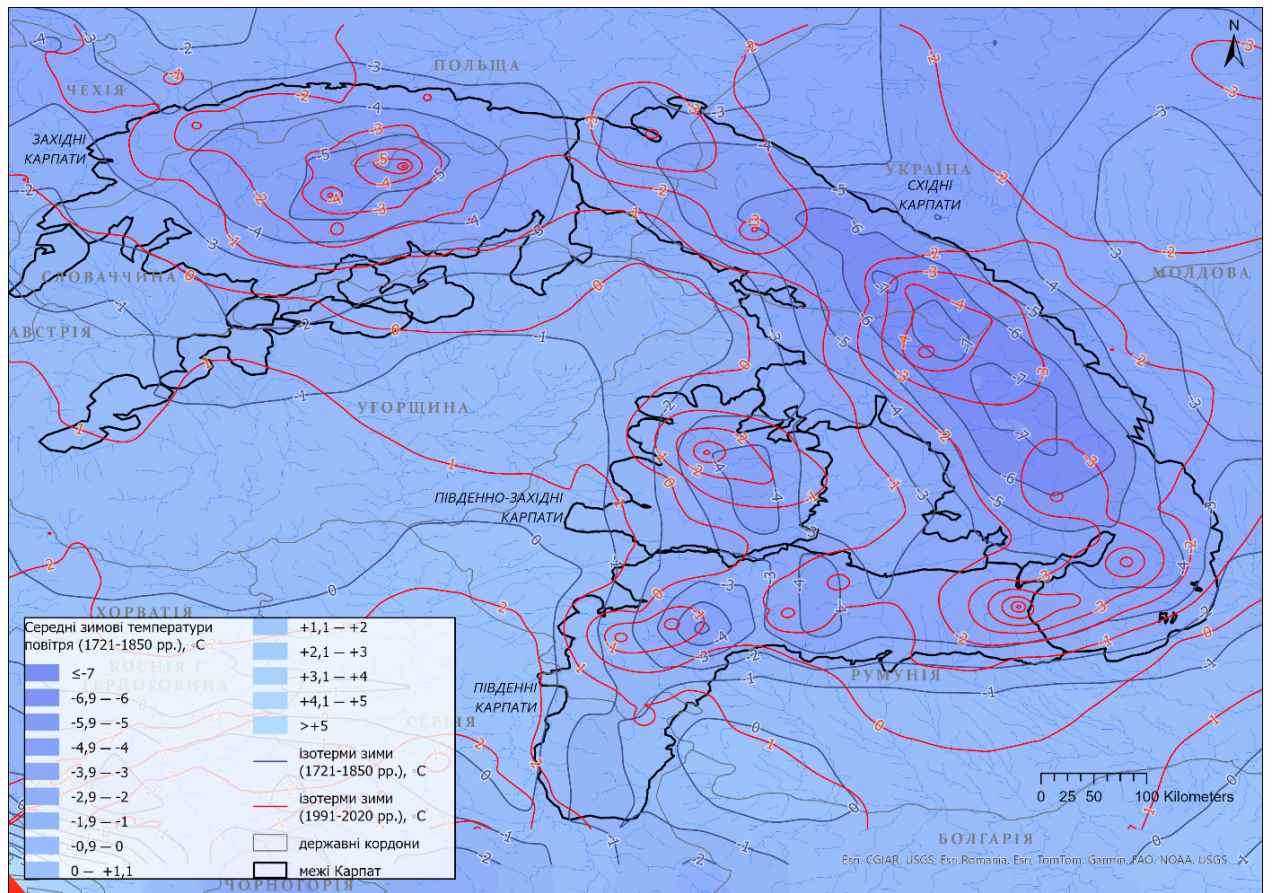 N
ПОЛЬЩА
ЧЕХІЯ
ЗАХІДНІ
КАРПАТИ
УКРАЇНА
СХІДНІ
КАРПАТИ
СЛОВАЧЧИНА
МОЛДОВА
АВСТРІЯ
УГОРЩИНА
ПІВДЕННО-ЗАХІДНІ
КАРПАТИ
ХОРВАТІЯ
БОСНІЯ І
ГЕРЦОГОВИНА
ПІВДЕННІ
КАРПАТИ
СЕРБІЯ
РУМУНІЯ
БОЛГАРІЯ
ЧОРНОГОРІЯ
Середні зимові температури
повітря (1721-1850 рр.), °С
≤-7
-6,9 — -6
-5,9 — -5
-4,9 — -4
-3,9 — -3
-2,9 — -2
-1,9 — -1
-0,9 — 0
0 — +1,1
+1,1 — +2
+2,1 — +3
+3,1 — +4
+4,1 — +5
>+5
ізотерми зими
(1721-1850 рр.), °С
ізотерми зими
(1991-2020 рр.), °С
державні кордони
межі Карпат
0 25 50 100 Kilometers
Esri, CGIAR, USGS, Esri Romania, Esri, TomTom, Garmin, FAO, NOAA, USGS